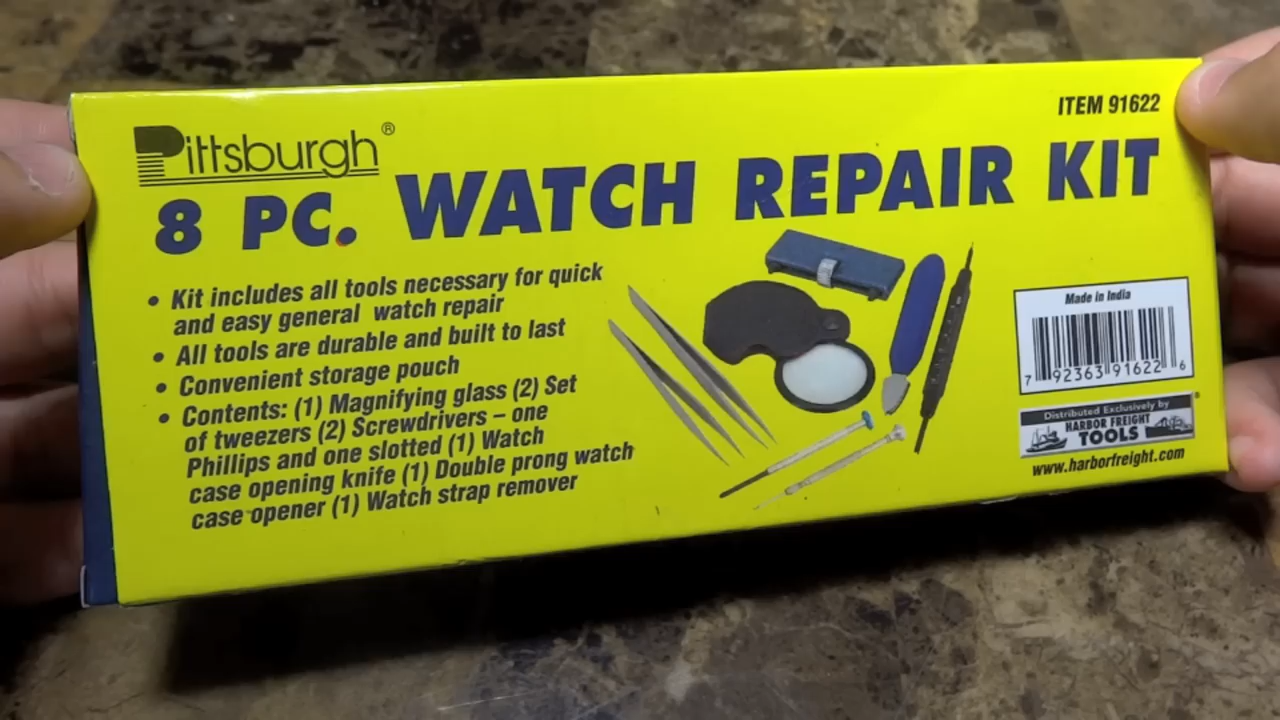 Pittsburgh®
ITEM 91622
8 PC. WATCH REPAIR KIT
• Kit includes all tools necessary for quick
and easy general watch repair
• All tools are durable and built to last
• Convenient storage pouch
• Contents: (1) Magnifying glass (2) Set
of tweezers (2) Screwdrivers – one
Phillips and one slotted (1) Watch
case opening knife (1) Double prong watch
case opener (1) Watch strap remover
Made in India
7 92363 91622 6
Distributed Exclusively by
HARBOR FREIGHT
TOOLS®
www.harborfreight.com